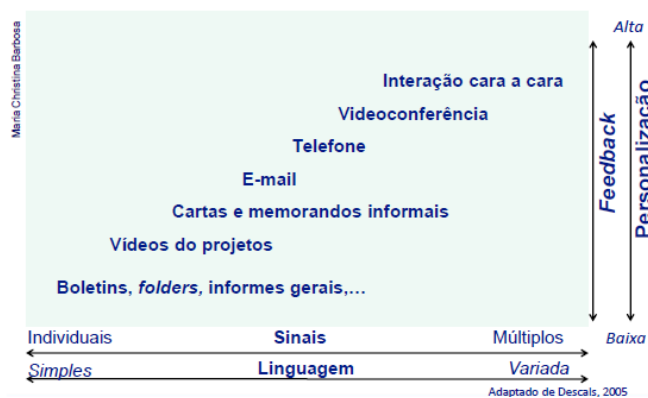 Maria Christina Barbosa
Alta
Interação cara a cara
Videoconferência
Telefone
E-mail
Cartas e memorandos informais
Vídeos do projetos
Boletins, folders, informes gerais,...
Feedback
Personalização
Individuais Sinais Múltiplos Baixa
Simples Linguagem Variada
Adaptado de Descals, 2005